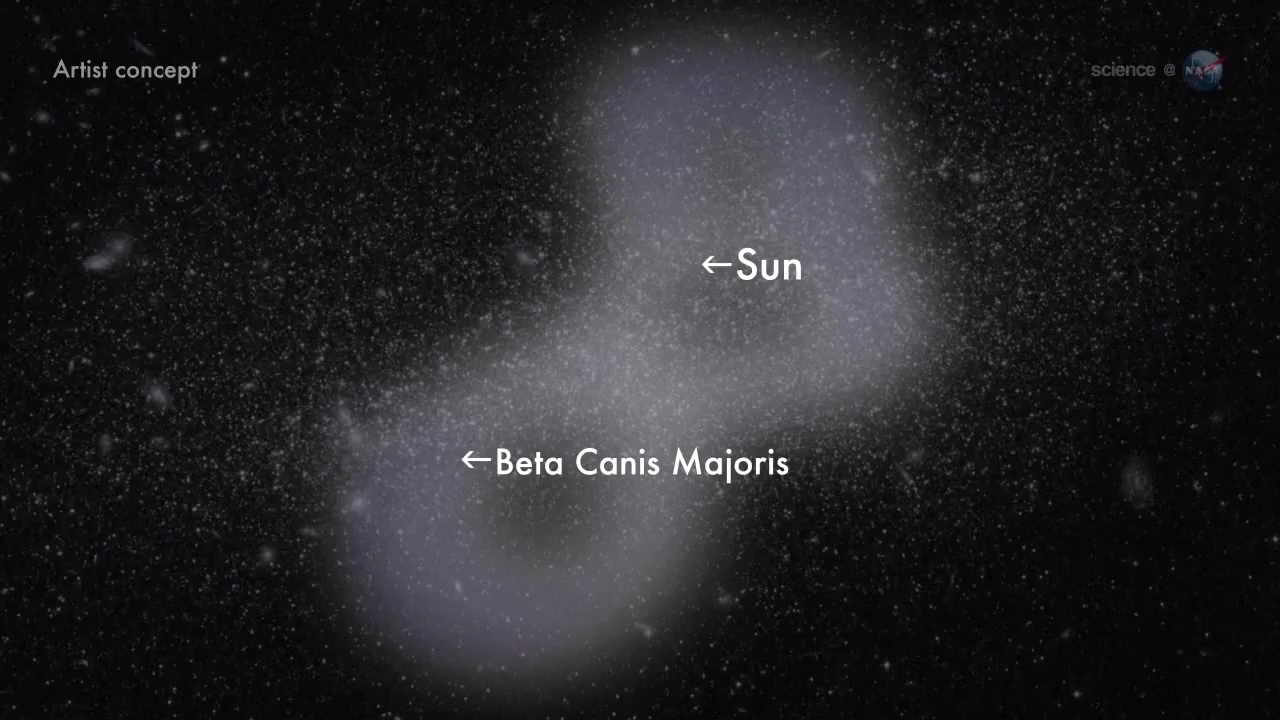 Artist concept
science @ NASA
←Sun
←Beta Canis Majoris